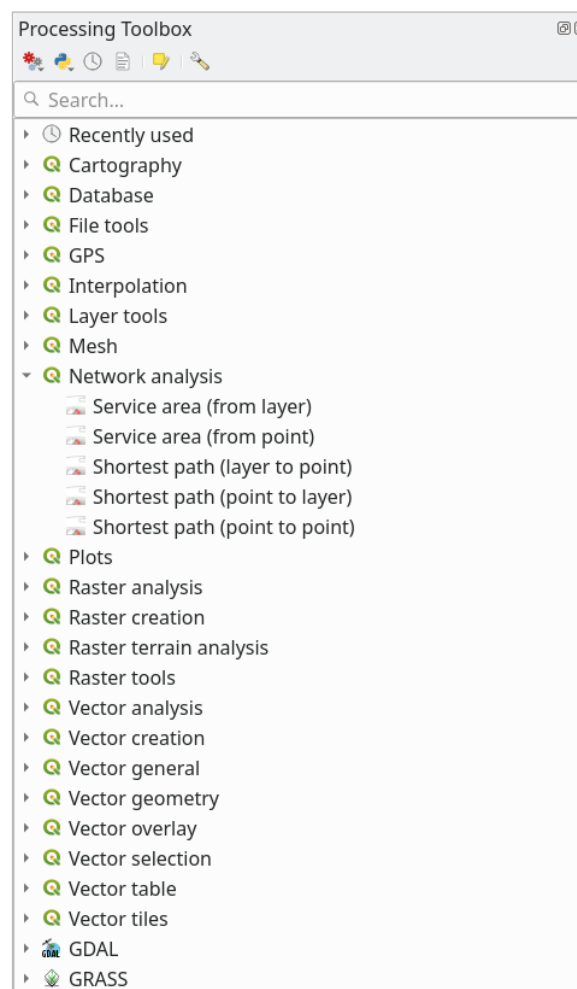 Processing Toolbox
Search...
Recently used
Cartography
Database
File tools
GPS
Interpolation
Layer tools
Mesh
Network analysis
Service area (from layer)
Service area (from point)
Shortest path (layer to point)
Shortest path (point to layer)
Shortest path (point to point)
Plots
Raster analysis
Raster creation
Raster terrain analysis
Raster tools
Vector analysis
Vector creation
Vector general
Vector geometry
Vector overlay
Vector selection
Vector table
Vector tiles
GDAL GDAL
GRASS